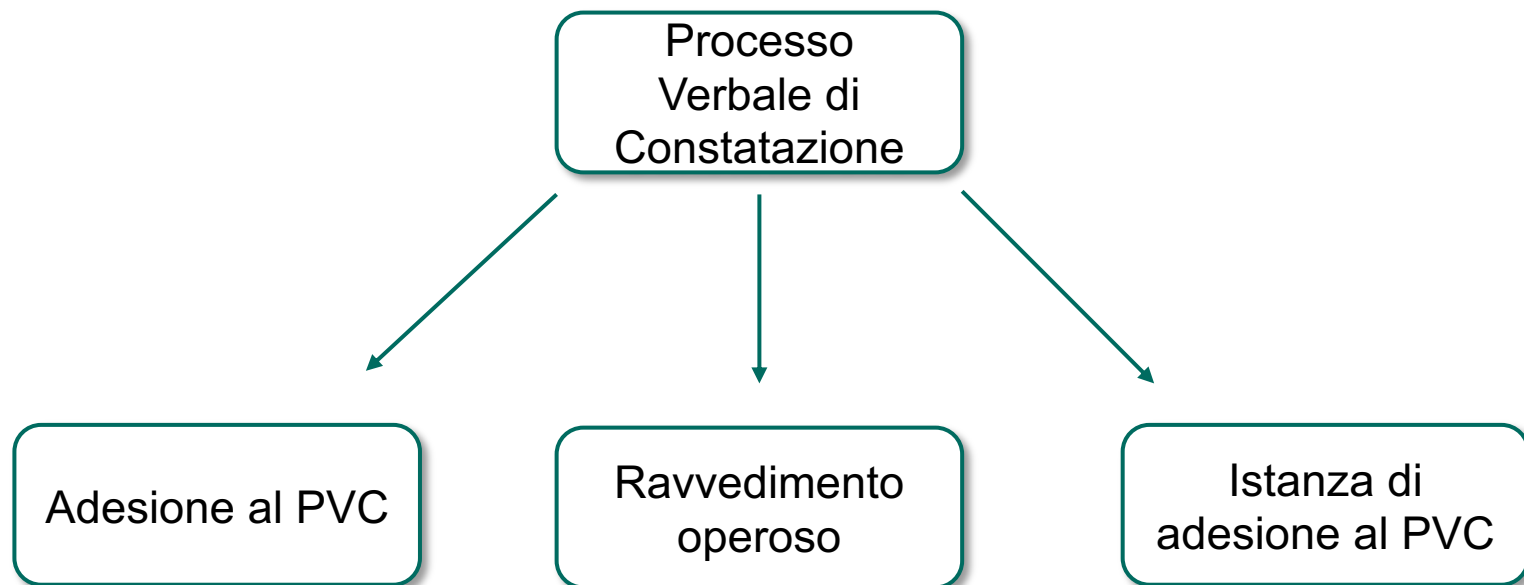 Processo
Verbale di
Constatazione
Adesione al PVC
Ravvedimento
operoso
Istanza di
adesione al PVC